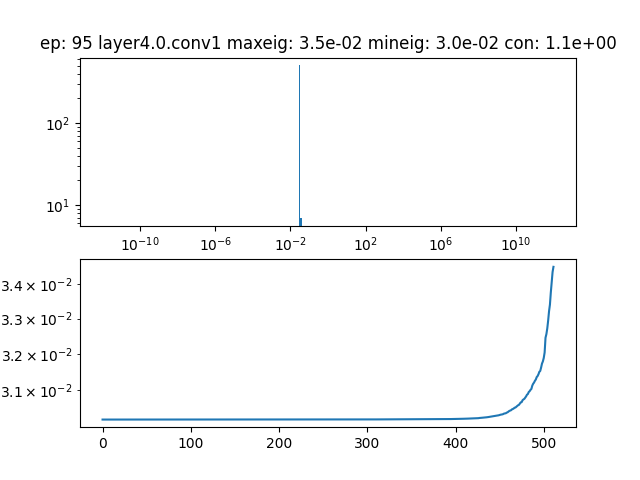 ep: 95 layer4.0.conv1 maxeig: 3.5e-02 mineig: 3.0e-02 con: 1.1e+00
10²
10¹
10⁻¹⁰ 10⁻⁶ 10⁻² 10² 10⁶ 10¹⁰
3.4 × 10⁻²
3.3 × 10⁻²
3.2 × 10⁻²
3.1 × 10⁻²
0 100 200 300 400 500